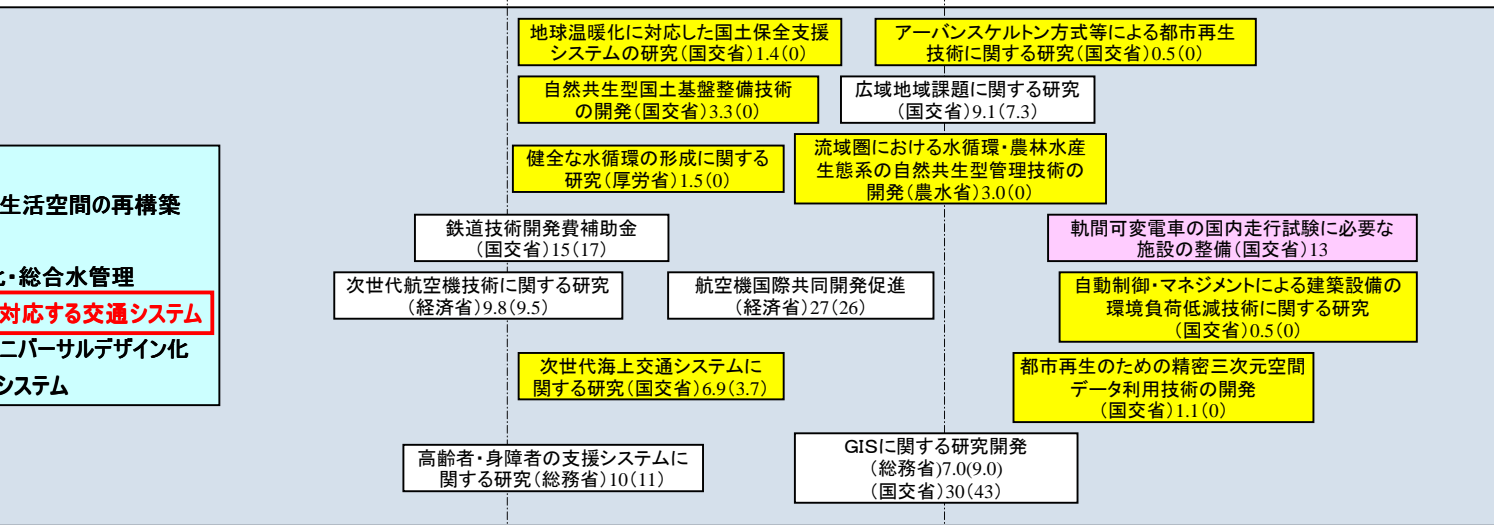 地球温暖化に対応した国土保全支援
システムの研究(国交省)1.4(0)
アーバンスケルトン方式等による都市再生
技術に関する研究(国交省)0.5(0)
自然共生型国土基盤整備技術
の開発(国交省)3.3(0)
広域地域課題に関する研究
(国交省)9.1(7.3)
健全な水循環の形成に関する
研究(厚労省)1.5(0)
流域圏における水循環・農林水産
生態系の自然共生型管理技術の
開発(農水省)3.0(0)
生活空間の再構築
・総合水管理
対応する交通システム
ニバーサルデザイン化
システム
鉄道技術開発費補助金
(国交省)15(17)
軌間可変電車の国内走行試験に必要な
施設の整備(国交省)13
次世代航空機技術に関する研究
(経済省)9.8(9.5)
航空機国際共同開発促進
(経済省)27(26)
自動制御・マネジメントによる建築設備の
環境負荷低減技術に関する研究
(国交省)0.5(0)
次世代海上交通システムに
関する研究(国交省)6.9(3.7)
都市再生のための精密三次元空間
データ利用技術の開発
(国交省)1.1(0)
高齢者・身障者の支援システムに
関する研究(総務省)10(11)
GISに関する研究開発
(総務省)7.0(9.0)
(国交省)30(43)